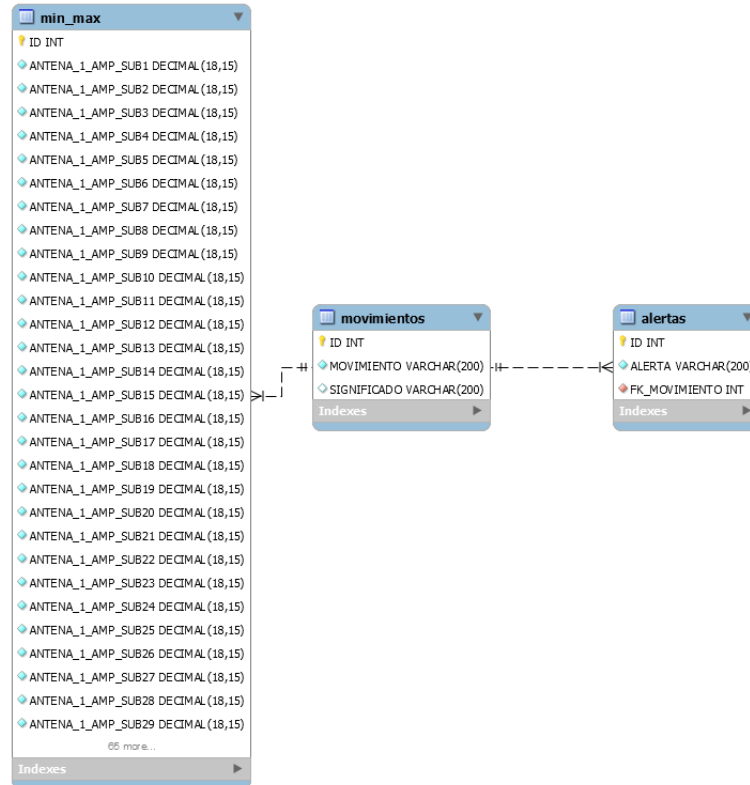 min_max
ID INT
ANTENA_1_AMP_SUB1 DECIMAL(18,15)
ANTENA_1_AMP_SUB2 DECIMAL(18,15)
ANTENA_1_AMP_SUB3 DECIMAL(18,15)
ANTENA_1_AMP_SUB4 DECIMAL(18,15)
ANTENA_1_AMP_SUB5 DECIMAL(18,15)
ANTENA_1_AMP_SUB6 DECIMAL(18,15)
ANTENA_1_AMP_SUB7 DECIMAL(18,15)
ANTENA_1_AMP_SUB8 DECIMAL(18,15)
ANTENA_1_AMP_SUB9 DECIMAL(18,15)
ANTENA_1_AMP_SUB10 DECIMAL(18,15)
ANTENA_1_AMP_SUB11 DECIMAL(18,15)
ANTENA_1_AMP_SUB12 DECIMAL(18,15)
ANTENA_1_AMP_SUB13 DECIMAL(18,15)
ANTENA_1_AMP_SUB14 DECIMAL(18,15)
ANTENA_1_AMP_SUB15 DECIMAL(18,15)
ANTENA_1_AMP_SUB16 DECIMAL(18,15)
ANTENA_1_AMP_SUB17 DECIMAL(18,15)
ANTENA_1_AMP_SUB18 DECIMAL(18,15)
ANTENA_1_AMP_SUB19 DECIMAL(18,15)
ANTENA_1_AMP_SUB20 DECIMAL(18,15)
ANTENA_1_AMP_SUB21 DECIMAL(18,15)
ANTENA_1_AMP_SUB22 DECIMAL(18,15)
ANTENA_1_AMP_SUB23 DECIMAL(18,15)
ANTENA_1_AMP_SUB24 DECIMAL(18,15)
ANTENA_1_AMP_SUB25 DECIMAL(18,15)
ANTENA_1_AMP_SUB26 DECIMAL(18,15)
ANTENA_1_AMP_SUB27 DECIMAL(18,15)
ANTENA_1_AMP_SUB28 DECIMAL(18,15)
ANTENA_1_AMP_SUB29 DECIMAL(18,15)
65 more...
Indexes
movimientos
ID INT
MOVIMIENTO VARCHAR(200)
SIGNIFICADO VARCHAR(200)
Indexes
alertas
ID INT
ALERTA VARCHAR(200)
FK_MOVIMIENTO INT
Indexes